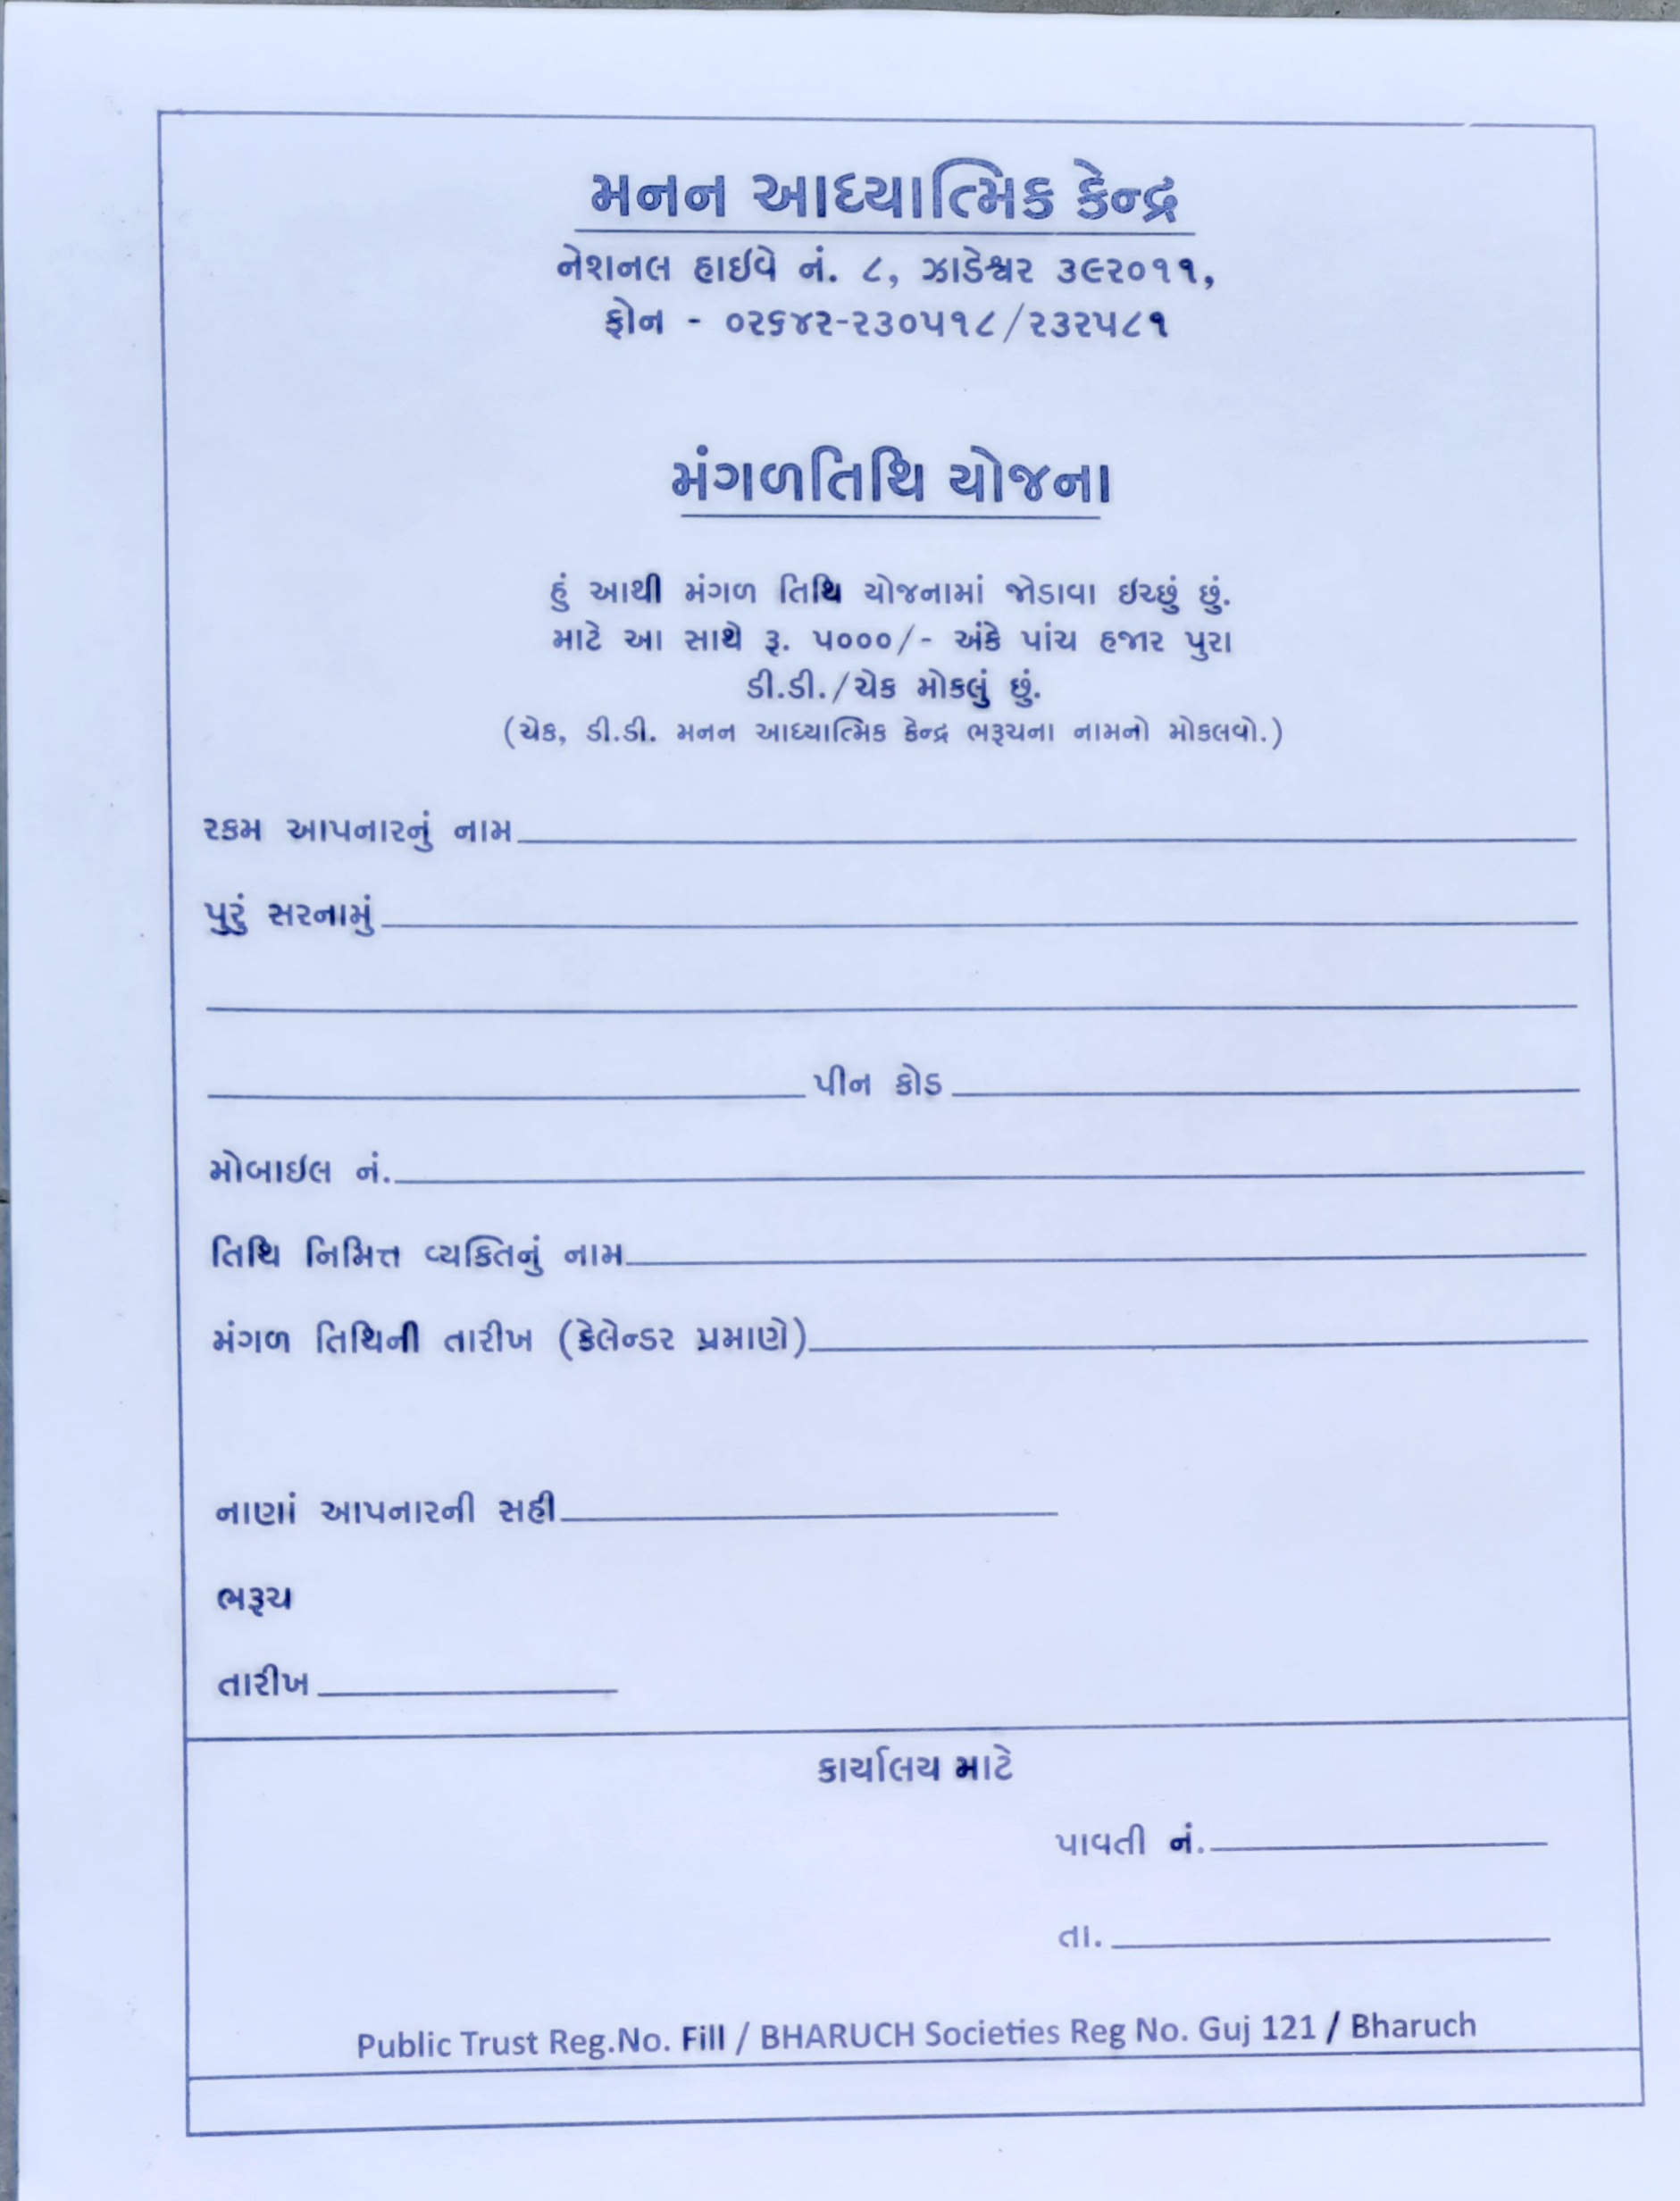 મનન આધ્યાત્મિક કેન્દ્ર
નેશનલ હાઈવે નં. ૮, ઝાડેશ્વર ૩૯૨૦૧૧,
ફોન - ૦૨૬૪૨-૨૩૦૫૧૮/૨૩૨૫૮૧
મંગળતિથિ યોજના
હું આથી મંગળ તિથિ યોજનામાં જોડાવા ઈચ્છું છું.
માટે આ સાથે રૂ. ૫૦૦૦/- અંકે પાંચ હજાર પુરા
ડી.ડી./ચેક મોકલું છું.
(ચેક, ડી.ડી. મનન આધ્યાત્મિક કેન્દ્ર ભરૂચના નામનો મોકલવો.)
રકમ આપનારનું નામ
પુરું સરનામું
પીન કોડ
મોબાઈલ નં.
તિથિ નિમિત્ત વ્યક્તિનું નામ
મંગળ તિથિની તારીખ (કેલેન્ડર પ્રમાણે)
નાણાં આપનારની સહી
ભરૂચ
તારીખ
કાર્યાલય માટે
પાવતી નં.
તા.
Public Trust Reg.No. Fill / BHARUCH Societies Reg No. Guj 121 / Bharuch